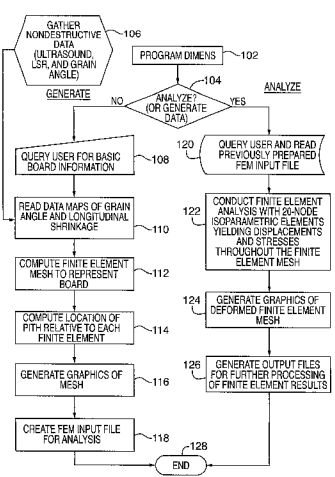 GATHER
NONDESTRUCTIVE
DATA
(ULTRASOUND,
LSR, AND GRAIN
ANGLE)
106
PROGRAM DIMENS
102
104
GENERATE
ANALYZE?
(OR GENERATE
DATA)
ANALYZE
NO
YES
QUERY USER FOR BASIC
BOARD INFORMATION
108
120
QUERY USER AND READ
PREVIOUSLY PREPARED
FEM INPUT FILE
READ DATA MAPS OF GRAIN
ANGLE AND LONGITUDINAL
SHRINKAGE
110
122
CONDUCT FINITE ELEMENT
ANALYSIS WITH 20-NODE
ISOPARAMETRIC ELEMENTS
YIELDING DISPLACEMENTS
AND STRESSES
THROUGHOUT THE FINITE
ELEMENT MESH
COMPUTE FINITE ELEMENT
MESH TO REPRESENT
BOARD
112
124
GENERATE GRAPHICS OF
DEFORMED FINITE ELEMENT
MESH
COMPUTE LOCATION OF
PITH RELATIVE TO EACH
FINITE ELEMENT
114
126
GENERATE OUTPUT FILES
FOR FURTHER PROCESSING
OF FINITE ELEMENT RESULTS
GENERATE GRAPHICS OF
MESH
116
CREATE FEM INPUT FILE
FOR ANALYSIS
118
128
END